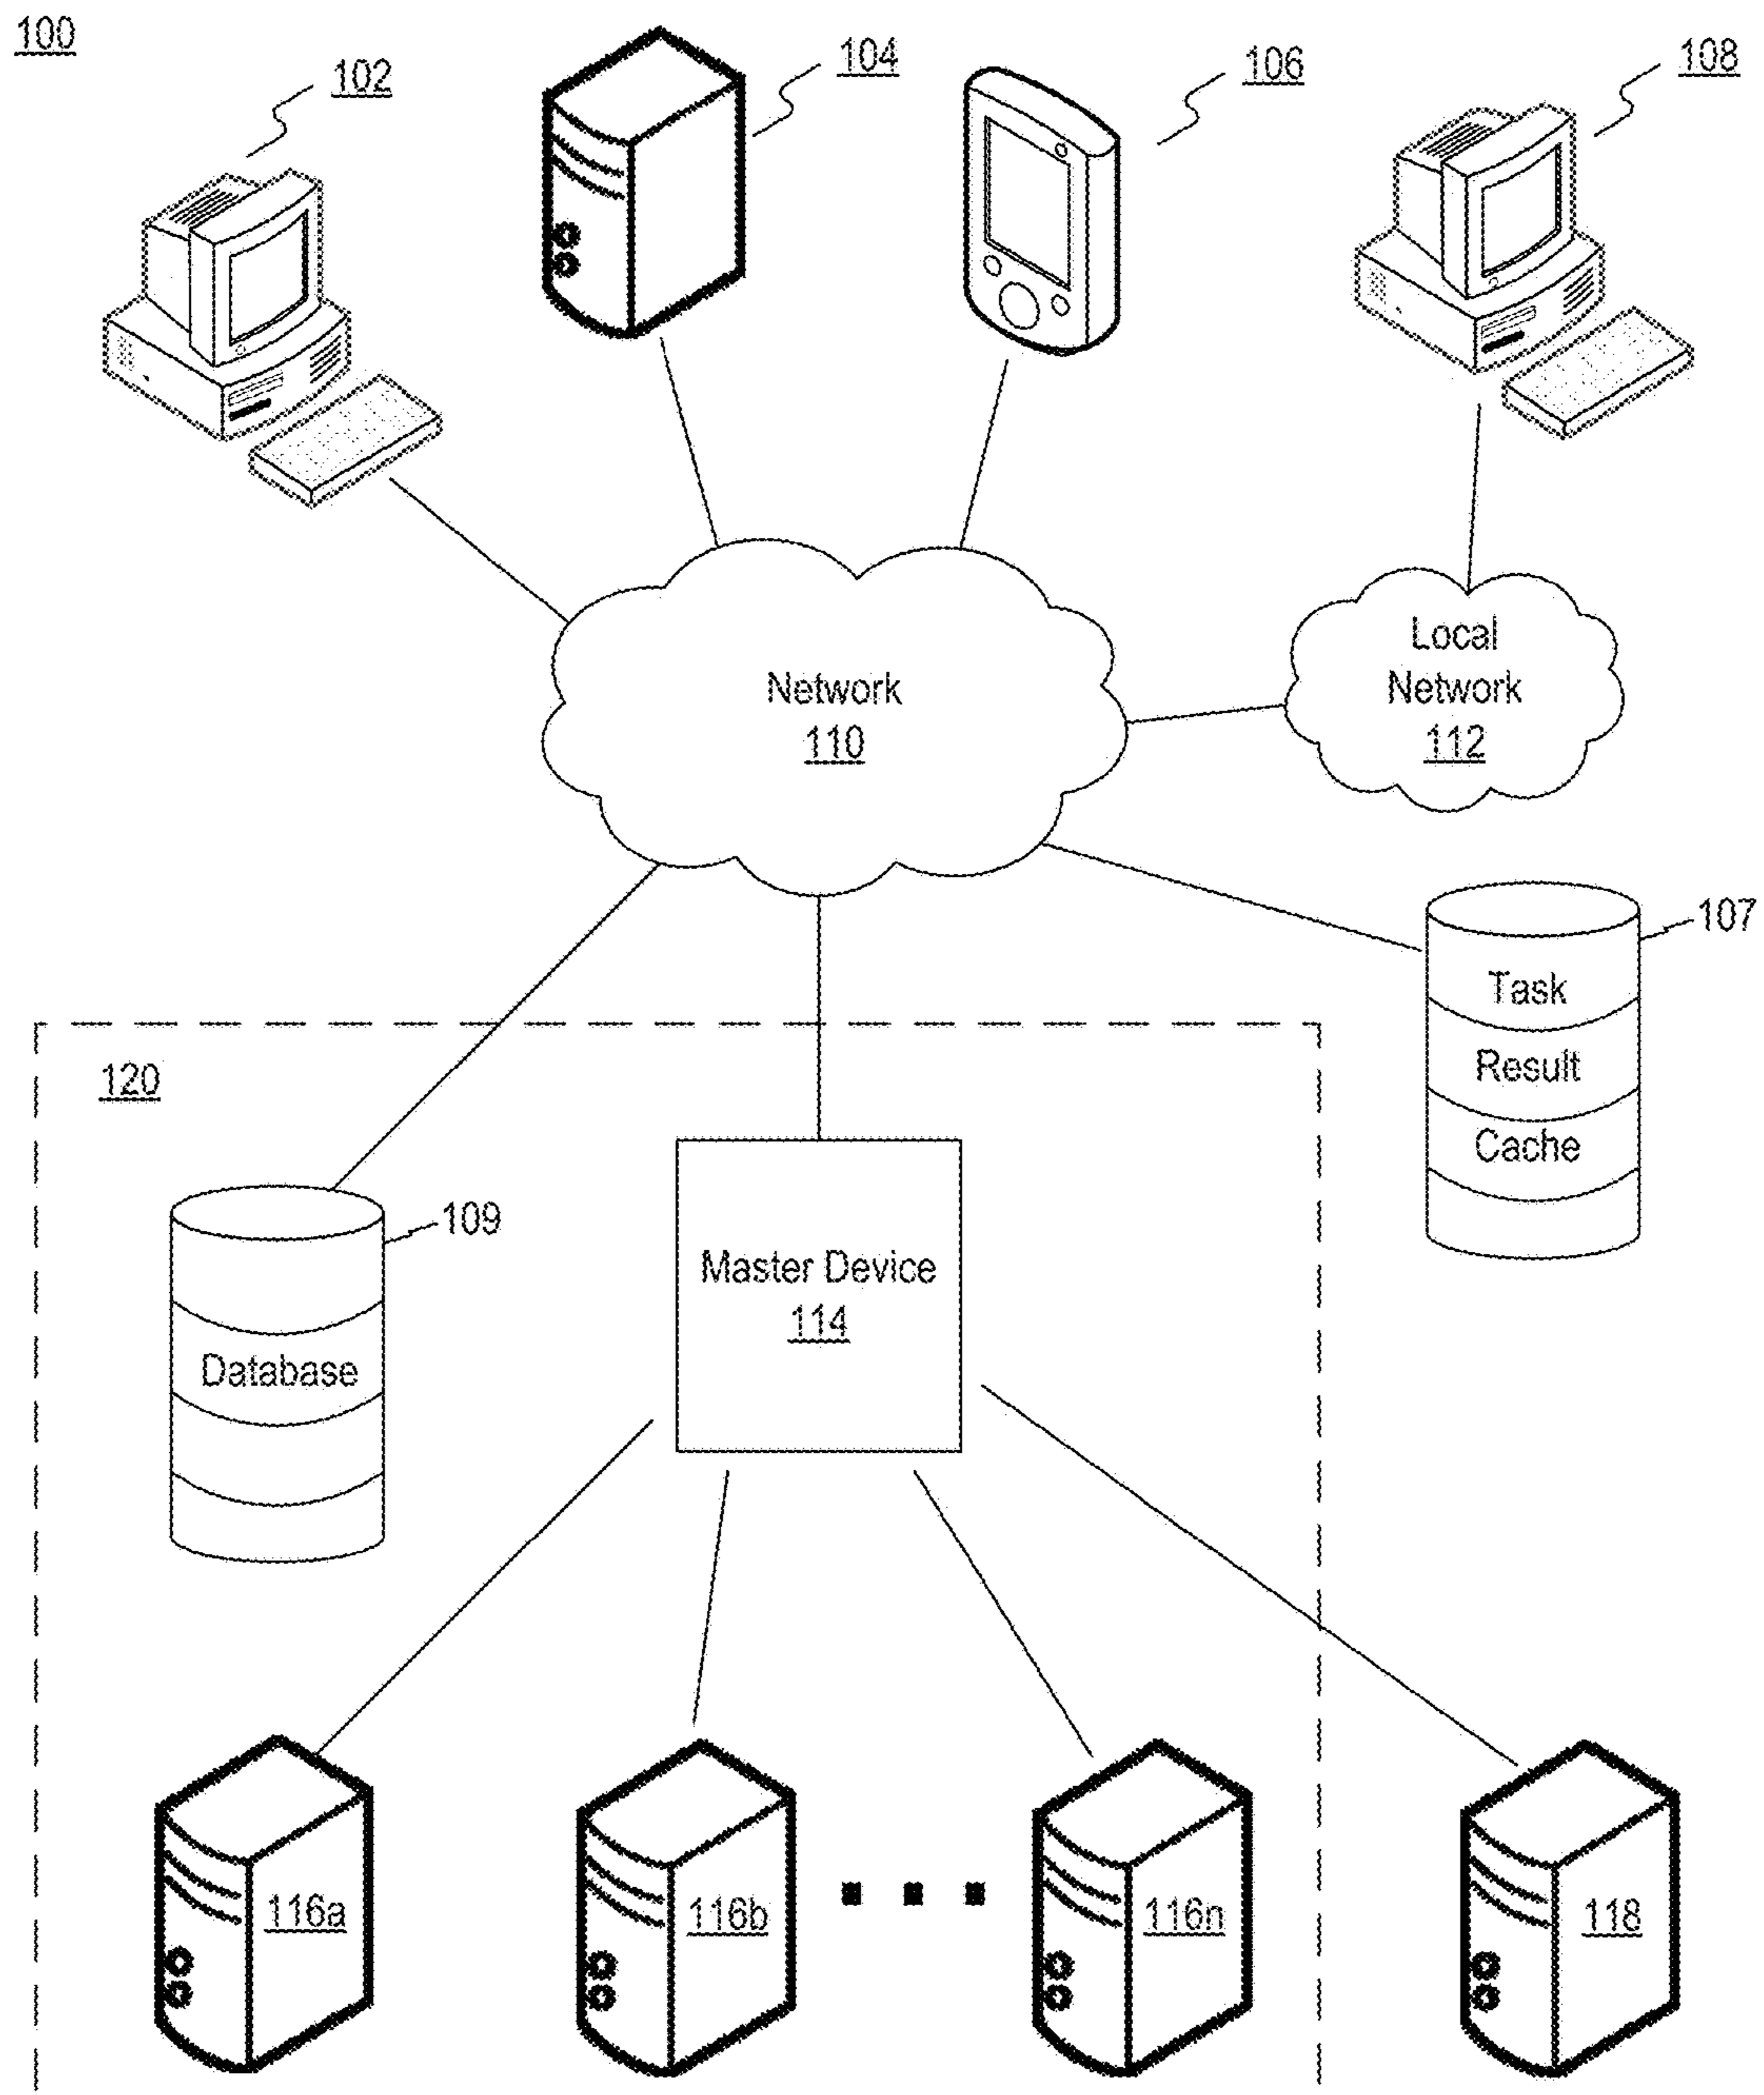 100
102
104
106
108
Network
110
Local
Network
112
107
Task
Result
Cache
120
109
Database
Master Device
114
116a
116b
116n
118